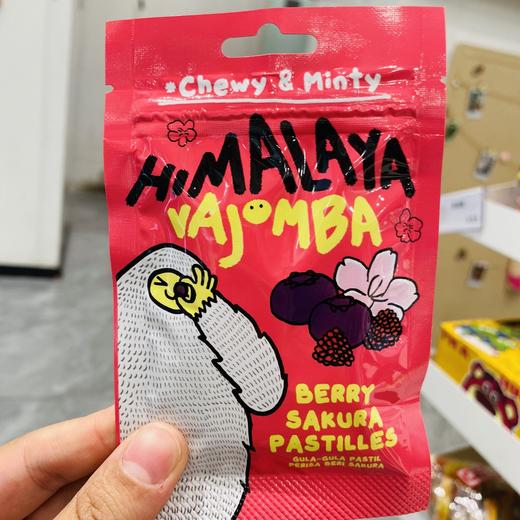 *Chewy & Minty
HIMALAYA
VAJOMBA
BERRY
SAKURA
PASTILLES
GULA-GULA PASTIL
PERISA BERI SAKURA